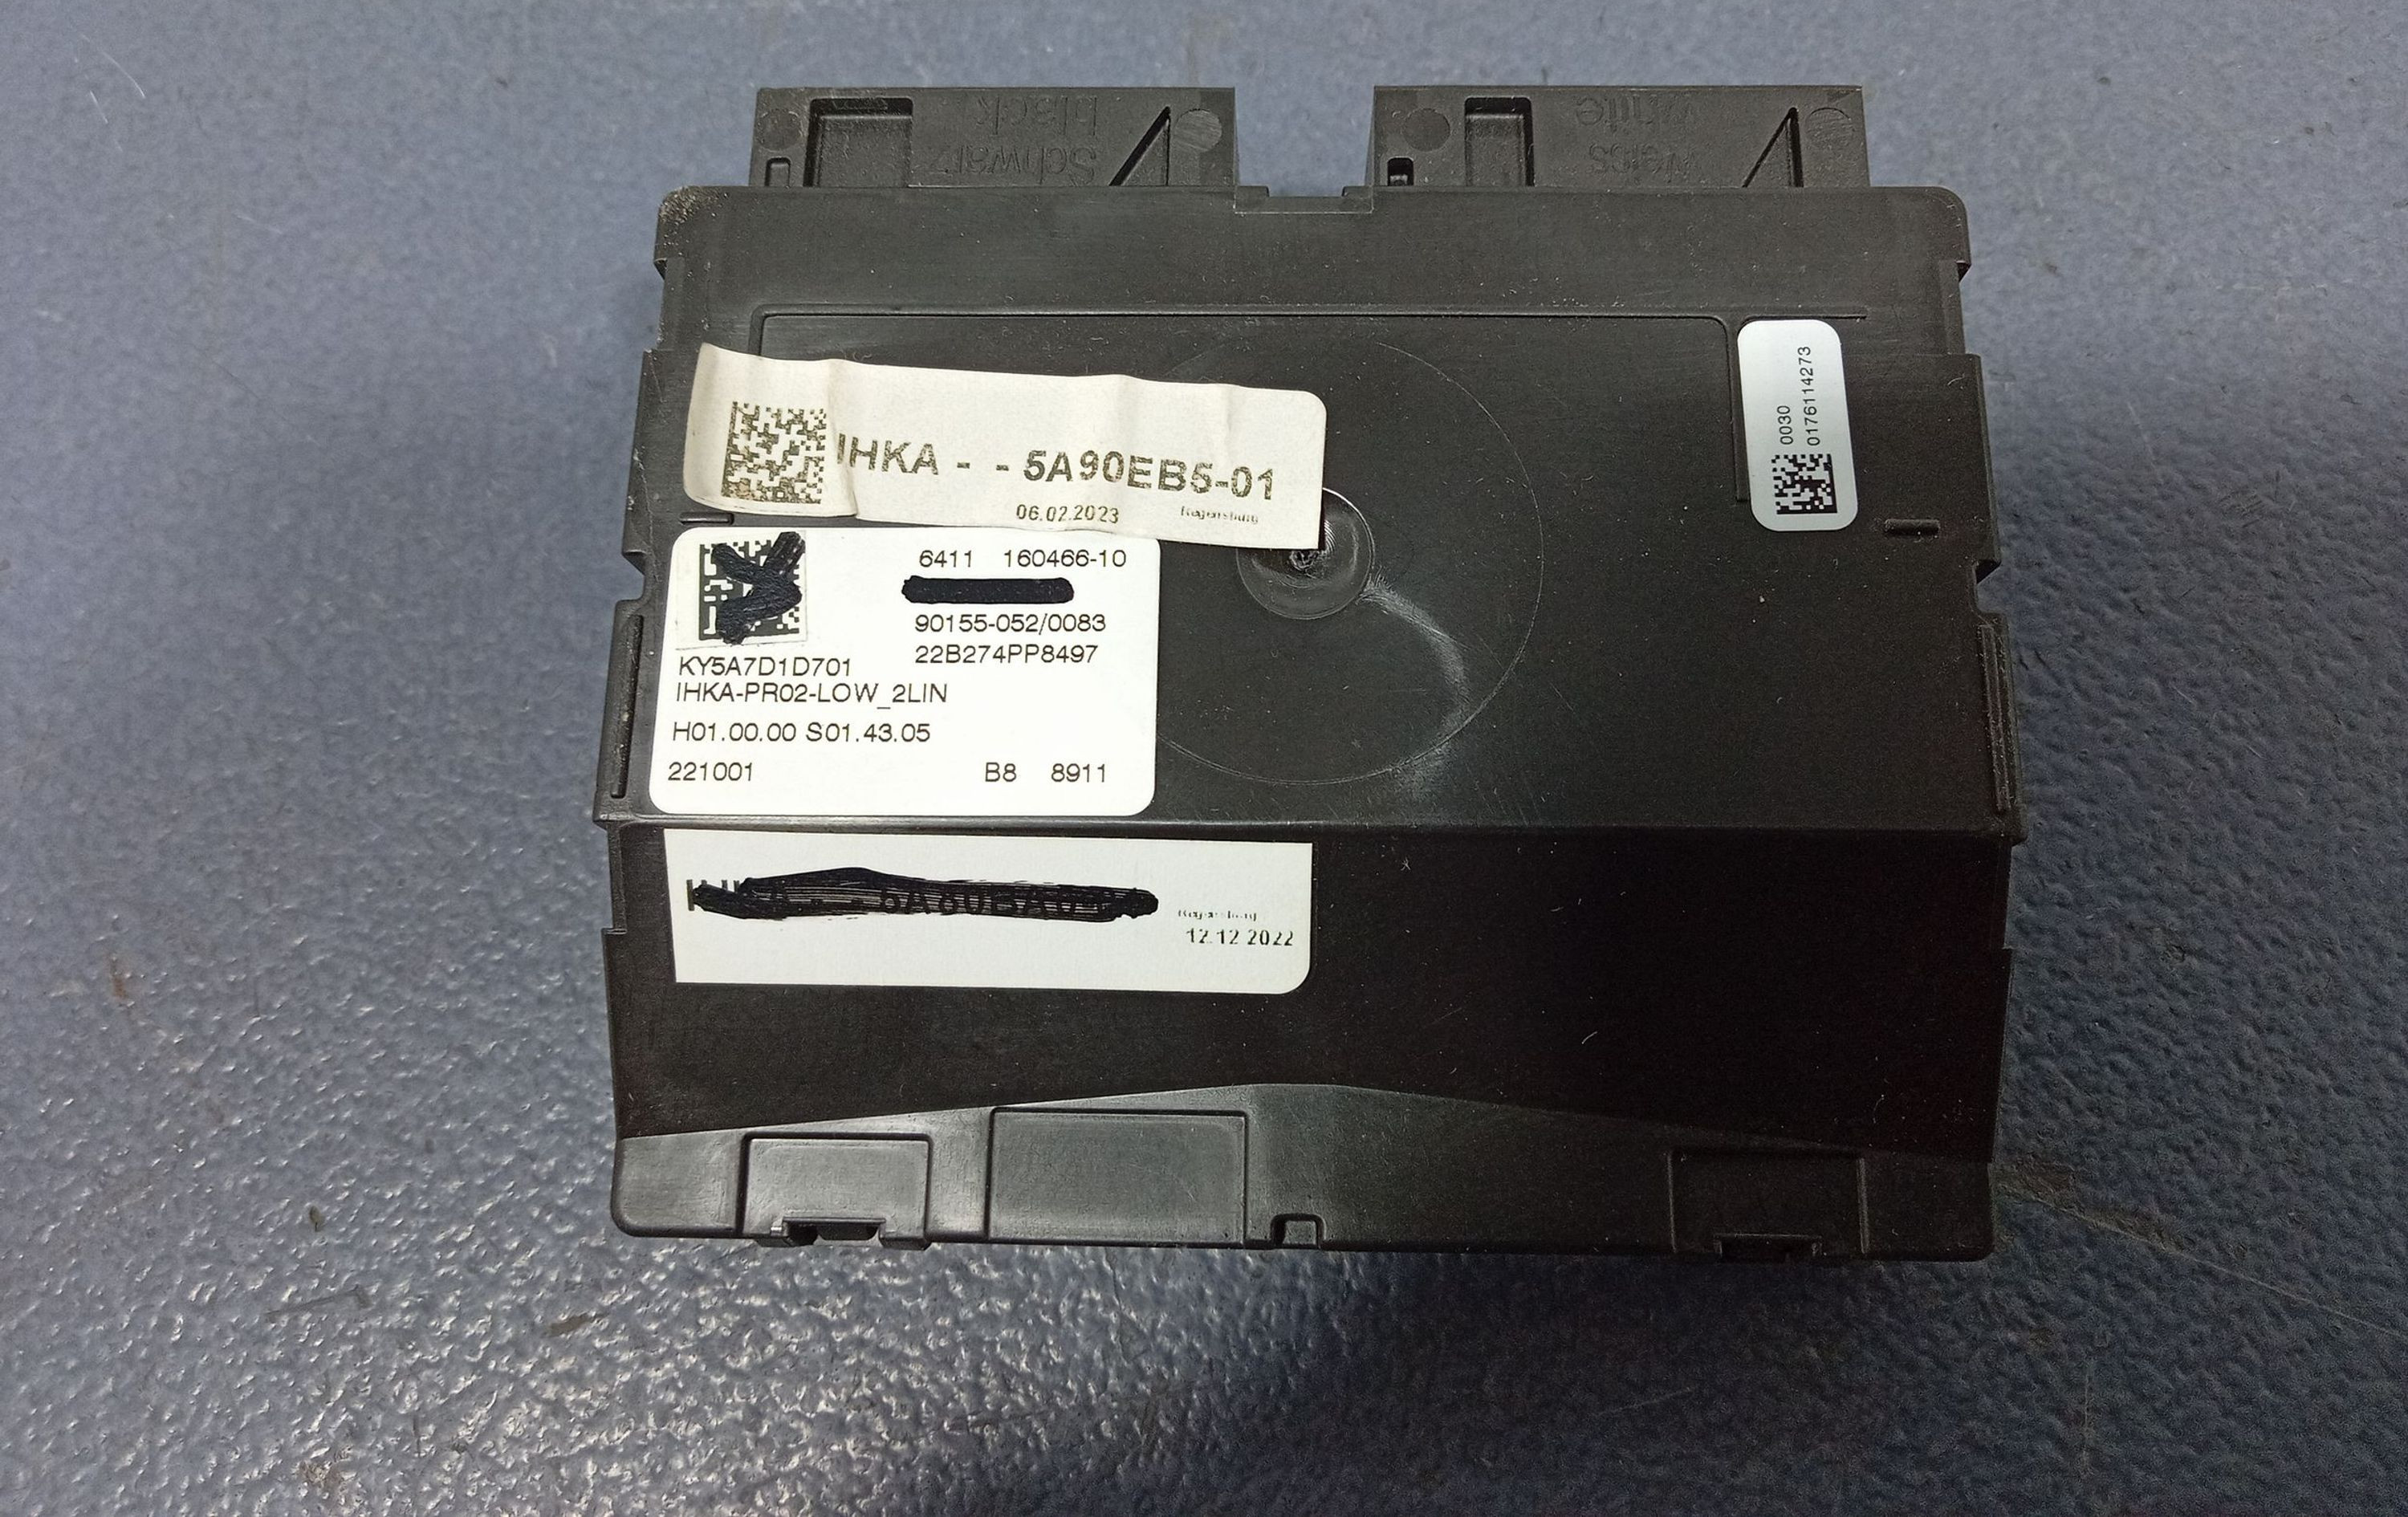 black
Schwarz
white
Weiss
0030
01761114273
IHKA - - 5A90EB5-01
06.02.2023 Regensburg
6411 160466-10
90155-052/0083
22B274PP8497
KY5A7D1D701
IHKA-PR02-LOW_2LIN
H01.00.00 S01.43.05
221001 B8 8911
Regensburg
12.12.2022